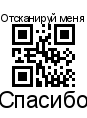 Отсканируй меня
Спасибо